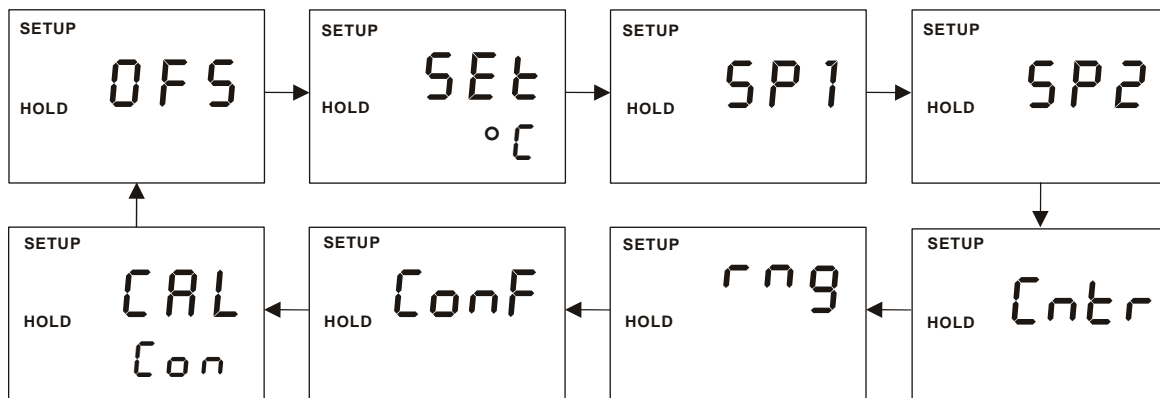 SETUP
OFS
HOLD
SETUP
SEt
HOLD
°C
SETUP
SP1
HOLD
SETUP
SP2
HOLD
SETUP
CAL
HOLD
Con
SETUP
ConF
HOLD
SETUP
rng
HOLD
SETUP
Cntr
HOLD